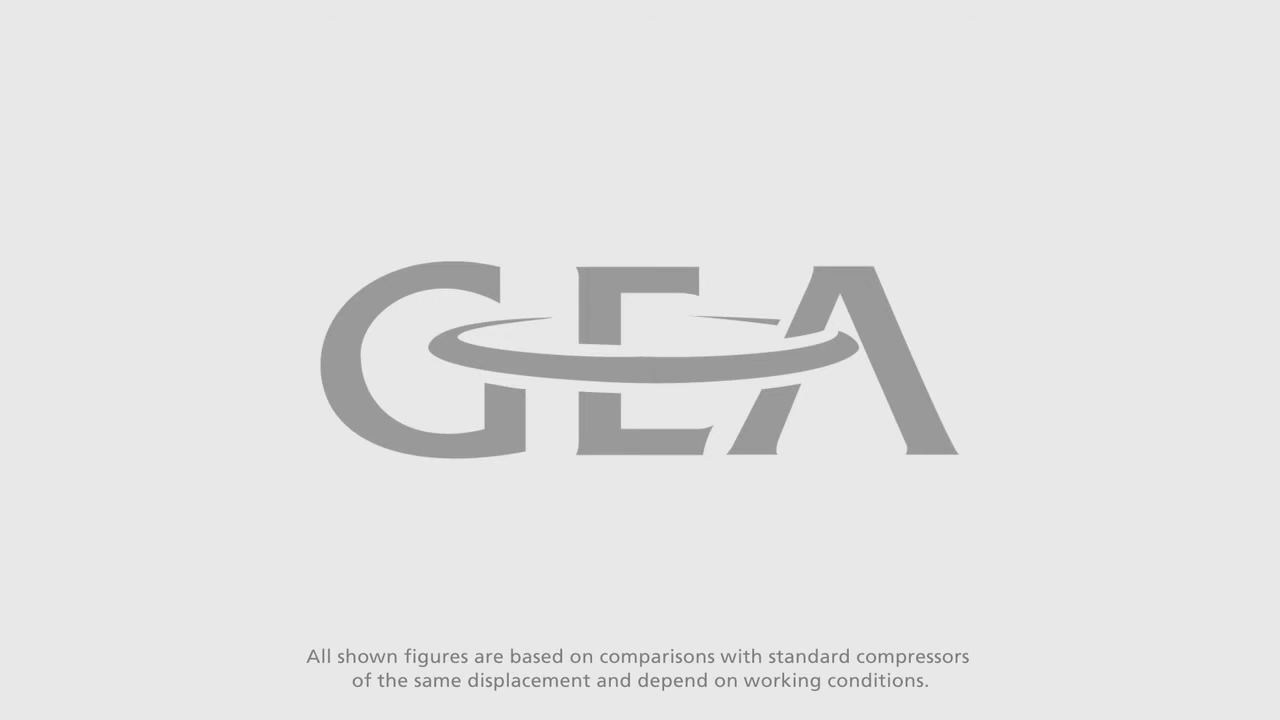 GEA
All shown figures are based on comparisons with standard compressors
of the same displacement and depend on working conditions.